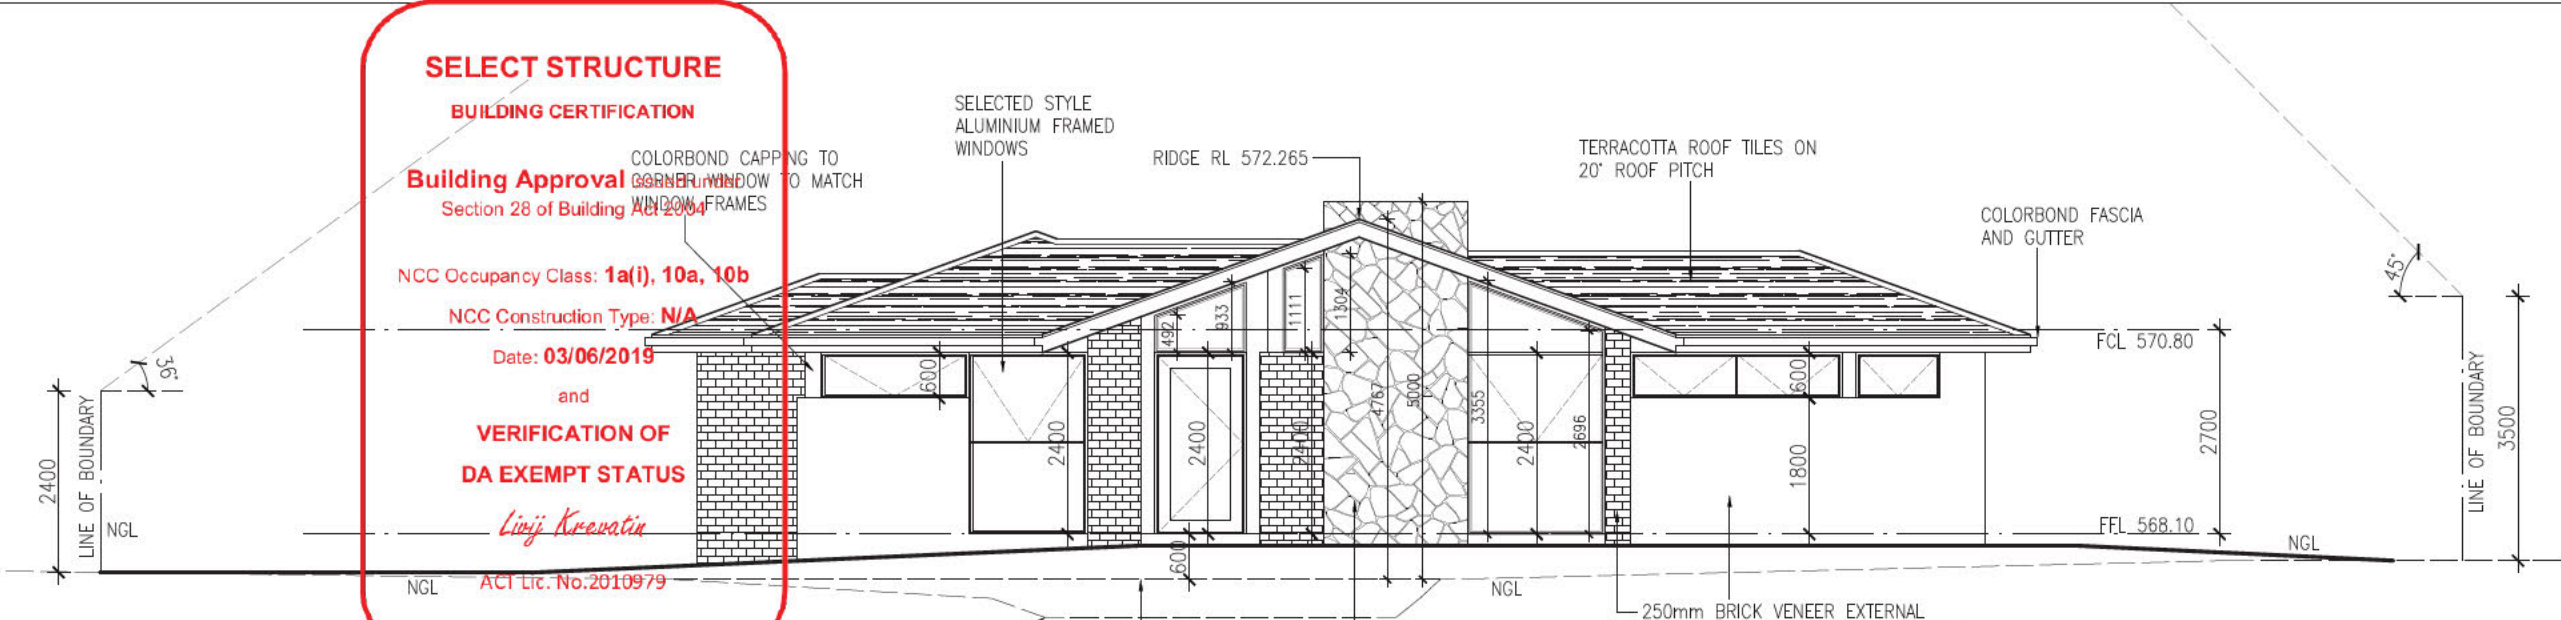 SELECT STRUCTURE
BUILDING CERTIFICATION
Building Approval issued under
Section 28 of Building Act 2004
NCC Occupancy Class: 1a(i), 10a, 10b
NCC Construction Type: N/A
Date: 03/06/2019
and
VERIFICATION OF
DA EXEMPT STATUS
Livij Krevatin
ACT Lic. No.2010979
COLORBOND CAPPING TO
CORNER WINDOW TO MATCH
WINDOW FRAMES
SELECTED STYLE
ALUMINIUM FRAMED
WINDOWS
RIDGE RL 572.265
TERRACOTTA ROOF TILES ON
20° ROOF PITCH
COLORBOND FASCIA
AND GUTTER
36°
45°
2400
LINE OF BOUNDARY
NGL
NGL
600
2400
492
933
2400
600
1111
2400
1304
4767
5000
3355
2400
2696
600
1800
FCL 570.80
2700
FFL 568.10
LINE OF BOUNDARY
3500
NGL
NGL
250mm BRICK VENEER EXTERNAL